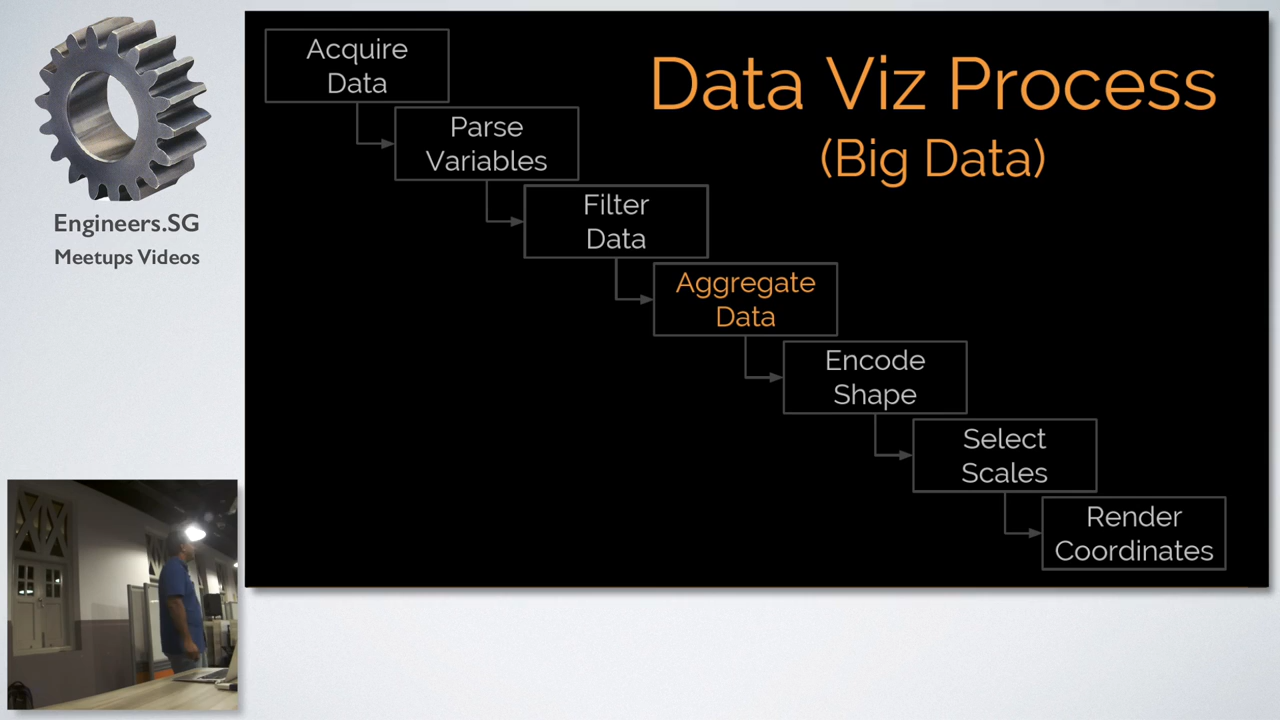 Engineers.SG
Meetups Videos
Data Viz Process
(Big Data)
Acquire
Data
Parse
Variables
Filter
Data
Aggregate
Data
Encode
Shape
Select
Scales
Render
Coordinates